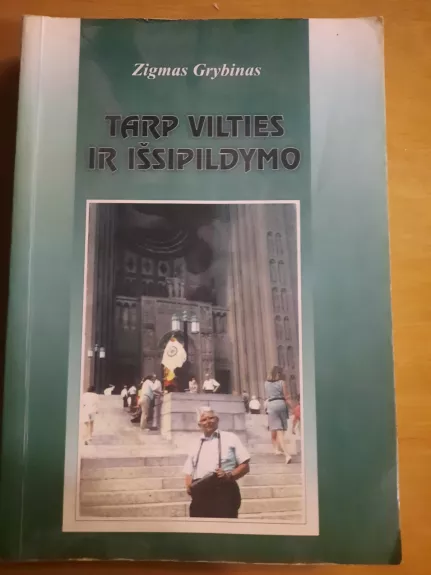 Zigmas Grybinas
TARP VILTIES
IR IŠSIPILDYMO